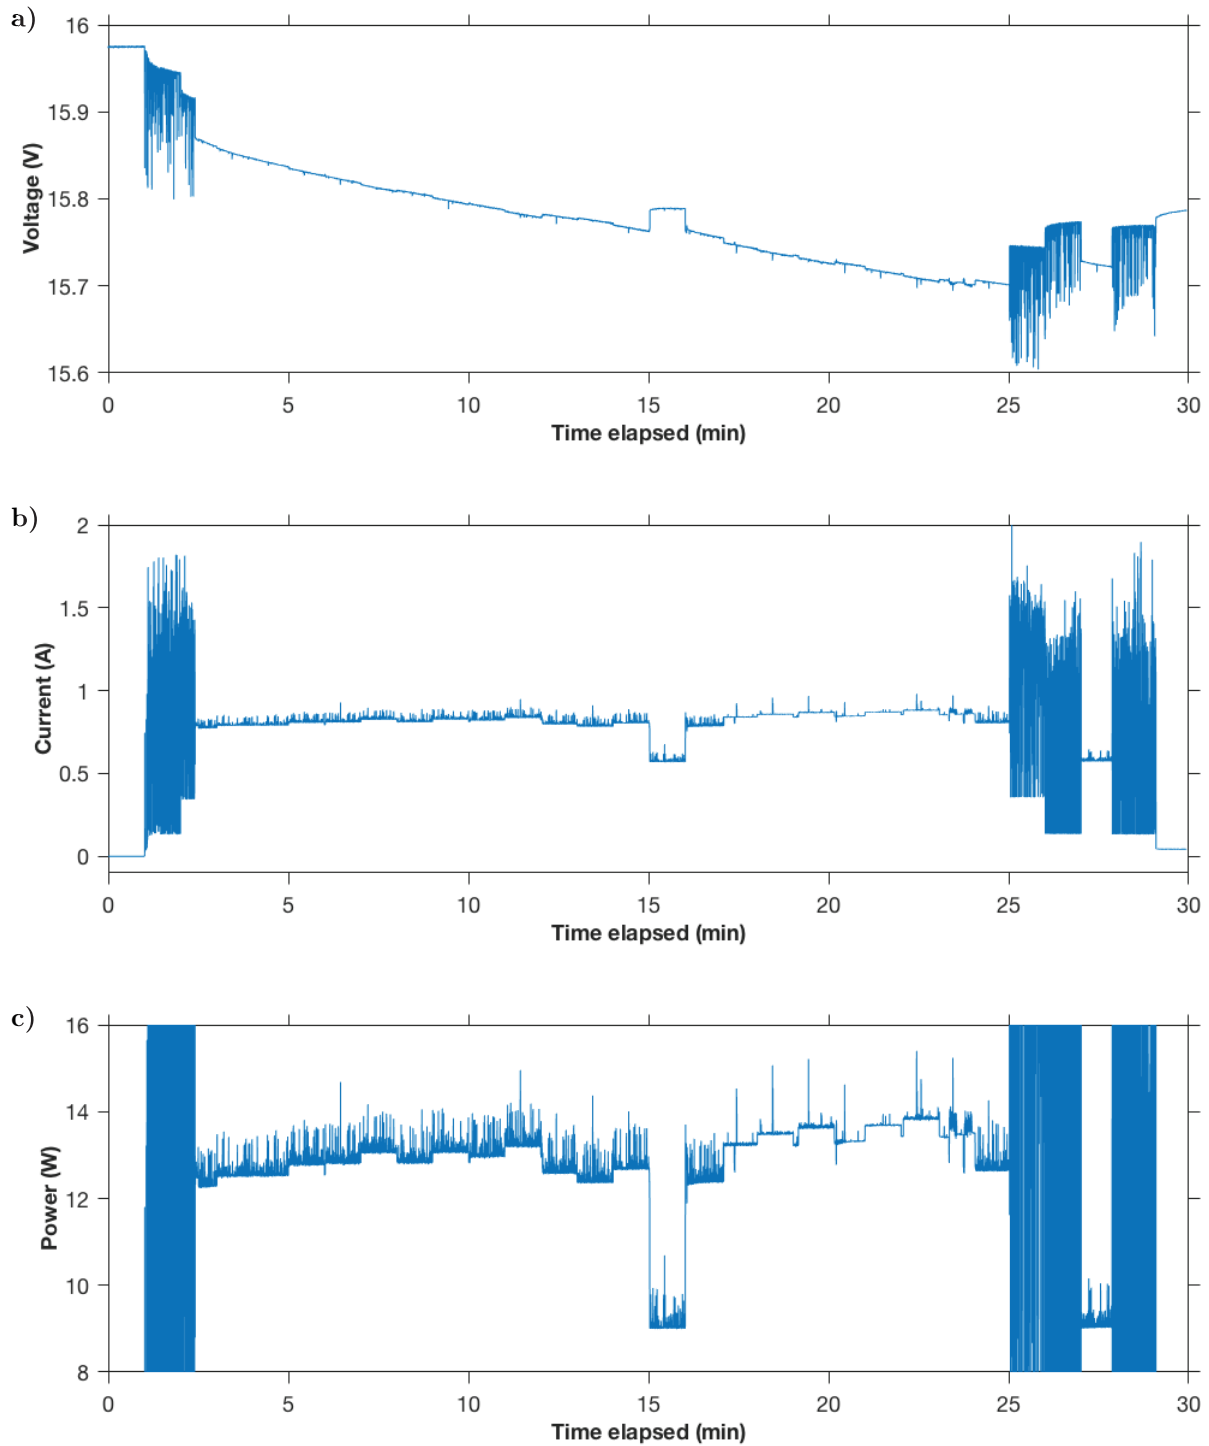 a)
16
15.9
15.8
15.7
15.6
Voltage (V)
0 5 10 15 20 25 30
Time elapsed (min)
b)
2
1.5
1
0.5
0
Current (A)
0 5 10 15 20 25 30
Time elapsed (min)
c)
16
14
12
10
8
Power (W)
0 5 10 15 20 25 30
Time elapsed (min)